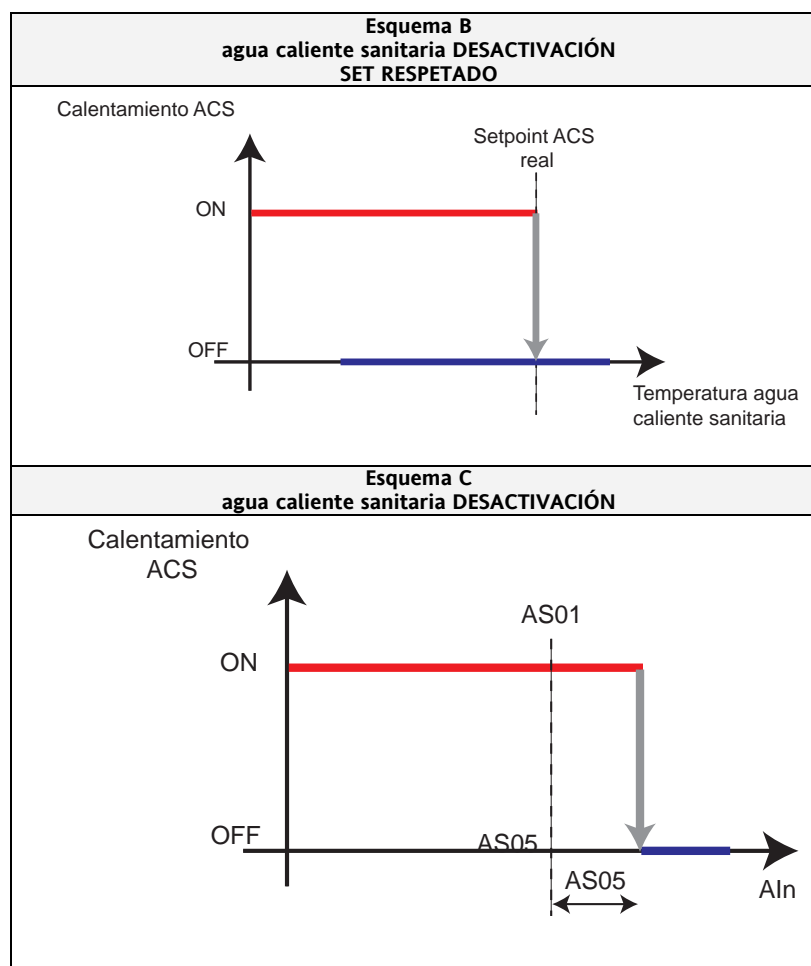 Esquema B
agua caliente sanitaria DESACTIVACIÓN
SET RESPETADO
Calentamiento ACS
Setpoint ACS
real
ON
OFF
Temperatura agua
caliente sanitaria
Esquema C
agua caliente sanitaria DESACTIVACIÓN
Calentamiento
ACS
AS01
ON
OFF
AS05
AS05
AIn